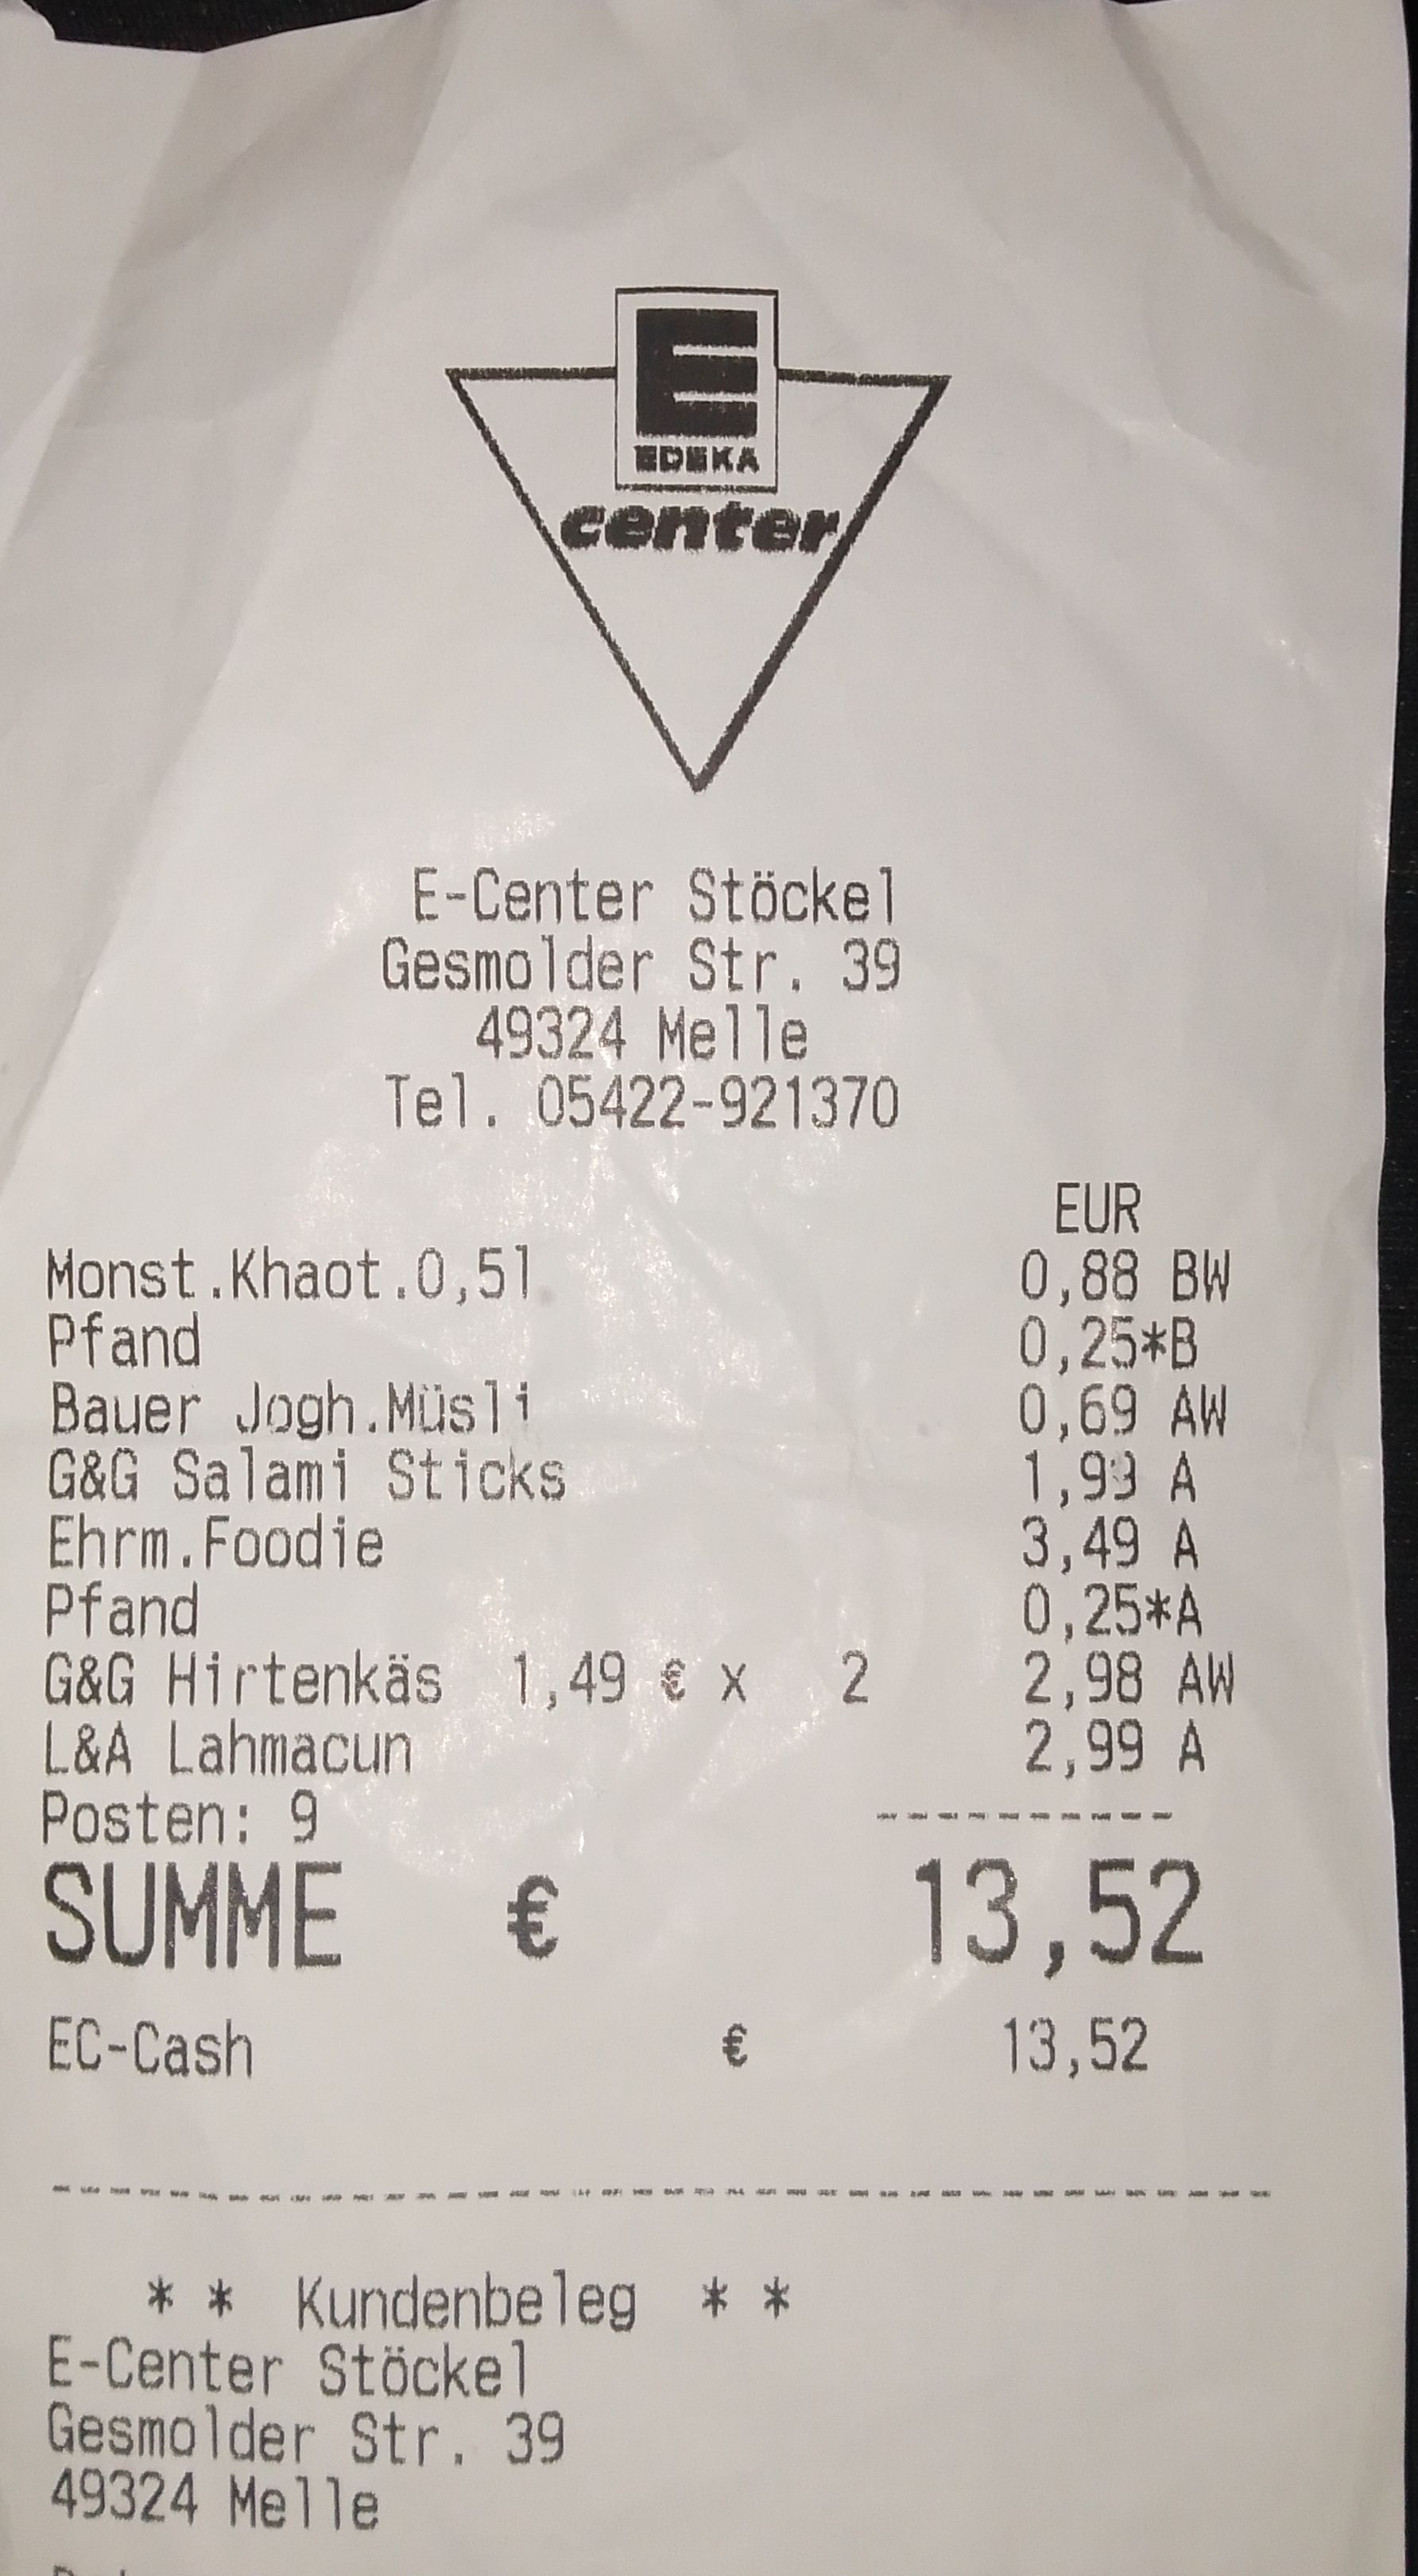 E
EDEKA
center
E-Center Stöckel
Gesmolder Str. 39
49324 Melle
Tel. 05422-921370
EUR
Monst.Khaot.0,5l 0,88 BW
Pfand 0,25*B
Bauer Jogh.Müsli 0,69 AW
G&G Salami Sticks 1,99 A
Ehrm.Foodie 3,49 A
Pfand 0,25*A
G&G Hirtenkäs 1,49 € x 2 2,98 AW
L&A Lahmacun 2,99 A
Posten: 9 ----------
SUMME € 13,52
EC-Cash € 13,52
----------------------------------------
* * Kundenbeleg * *
E-Center Stöckel
Gesmolder Str. 39
49324 Melle